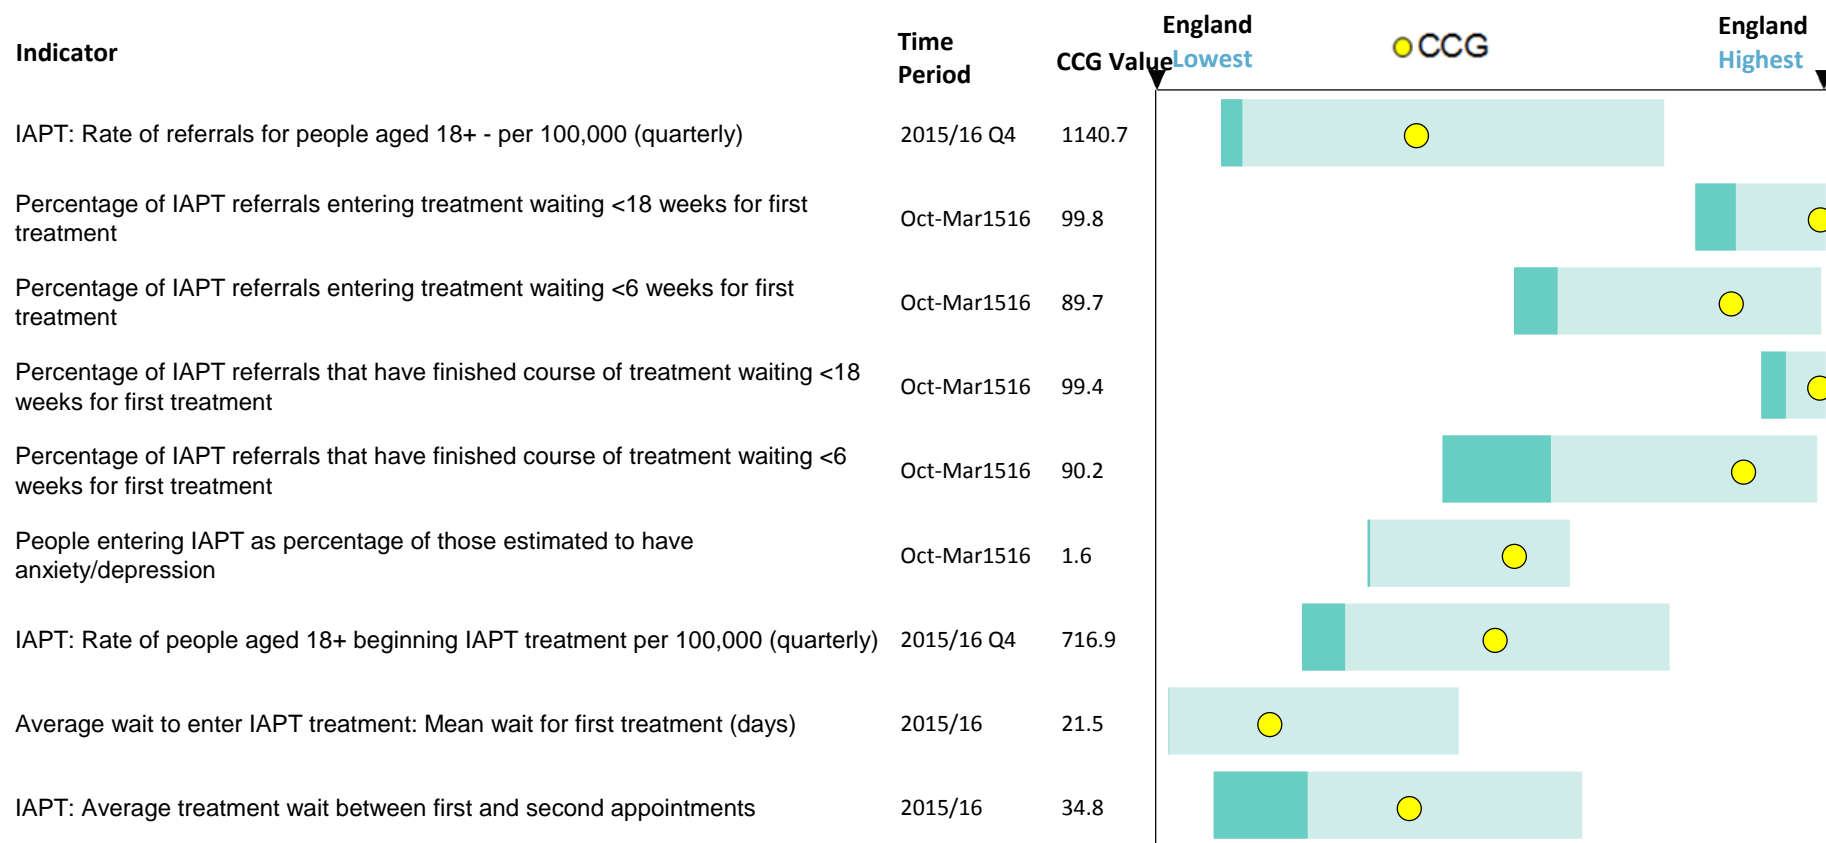 Indicator
Time
Period
CCG Value
England
Lowest
CCG
England
Highest
IAPT: Rate of referrals for people aged 18+ - per 100,000 (quarterly) 2015/16 Q4 1140.7
Percentage of IAPT referrals entering treatment waiting <18 weeks for first
treatment
Oct-Mar1516 99.8
Percentage of IAPT referrals entering treatment waiting <6 weeks for first
treatment
Oct-Mar1516 89.7
Percentage of IAPT referrals that have finished course of treatment waiting <18
weeks for first treatment
Oct-Mar1516 99.4
Percentage of IAPT referrals that have finished course of treatment waiting <6
weeks for first treatment
Oct-Mar1516 90.2
People entering IAPT as percentage of those estimated to have
anxiety/depression
Oct-Mar1516 1.6
IAPT: Rate of people aged 18+ beginning IAPT treatment per 100,000 (quarterly) 2015/16 Q4 716.9
Average wait to enter IAPT treatment: Mean wait for first treatment (days) 2015/16 21.5
IAPT: Average treatment wait between first and second appointments 2015/16 34.8